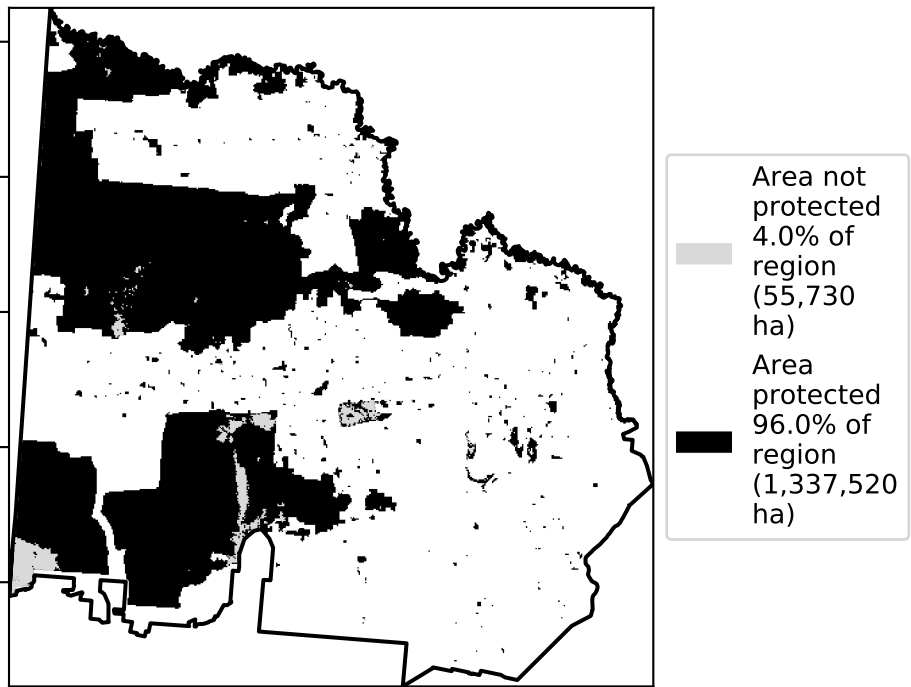 Area not
protected
4.0% of
region
(55,730
ha)
Area
protected
96.0% of
region
(1,337,520
ha)